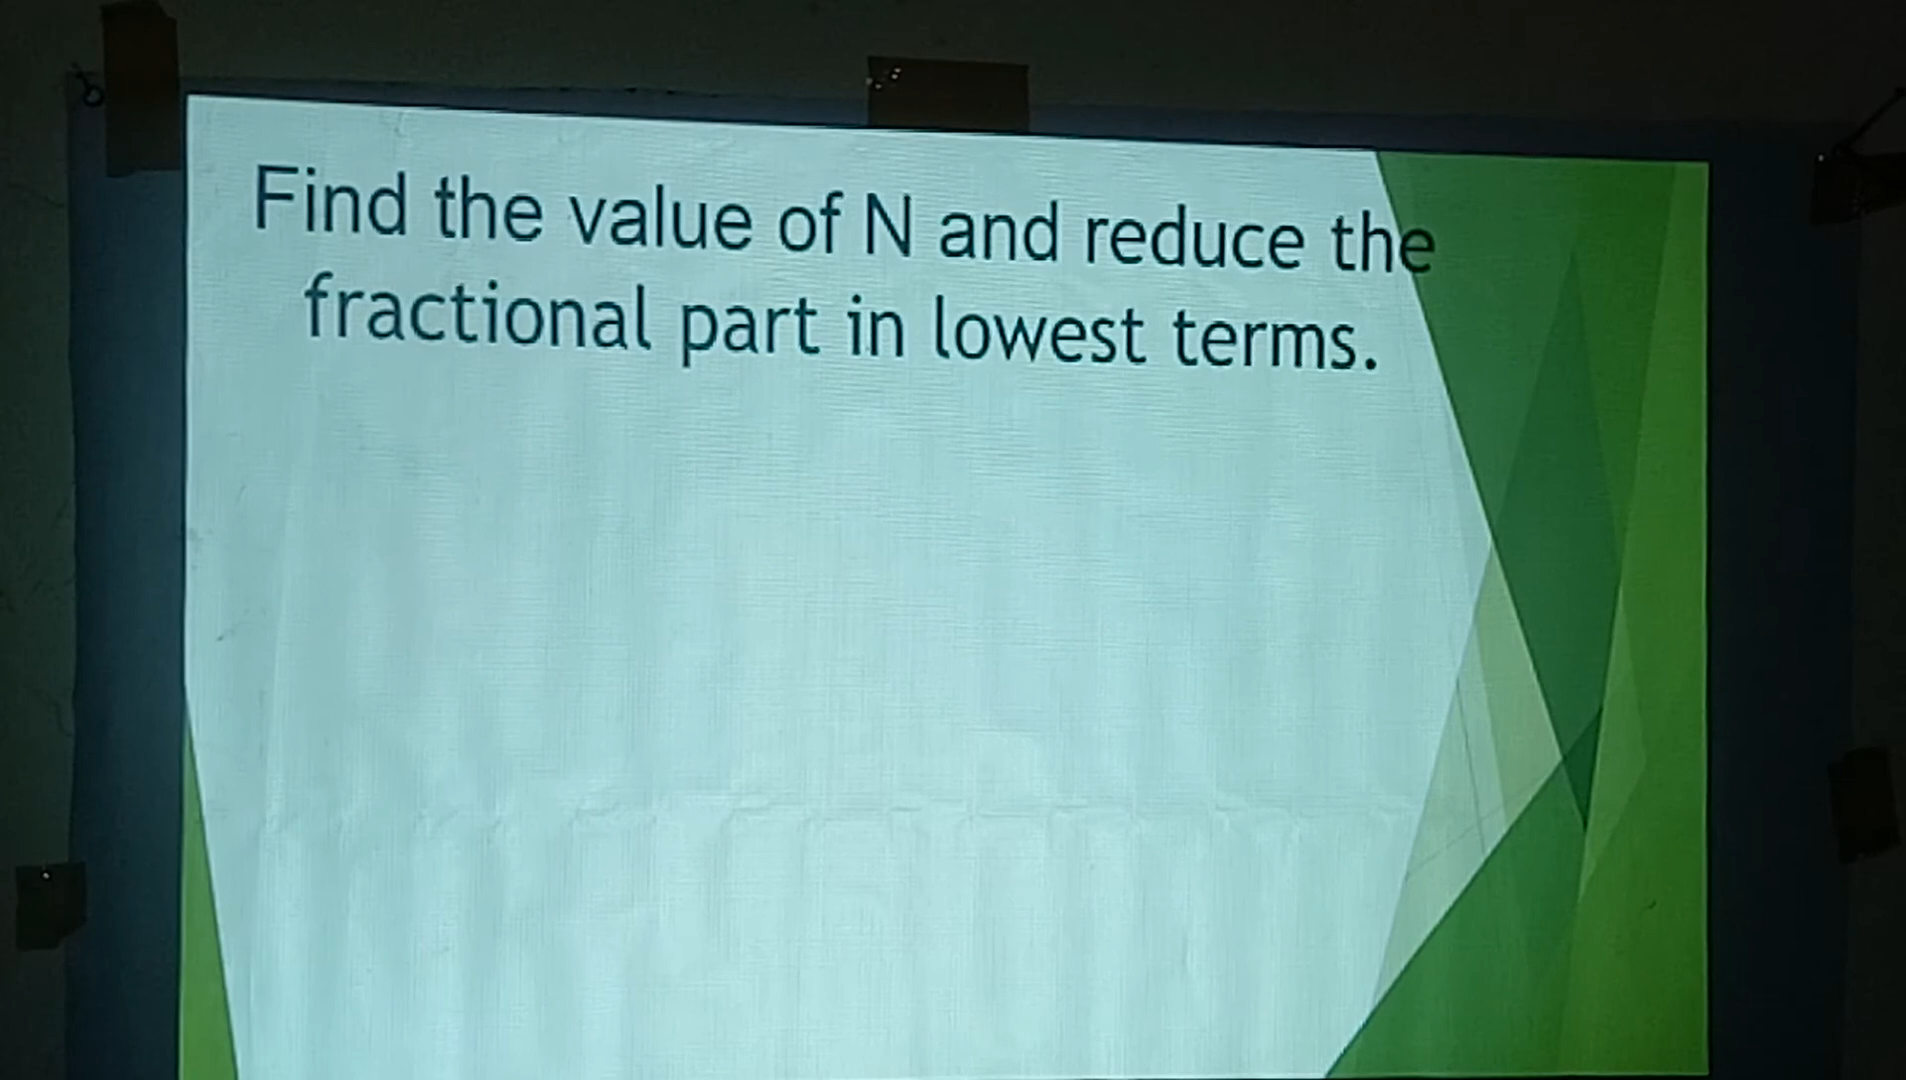 Find the value of N and reduce the
fractional part in lowest terms.